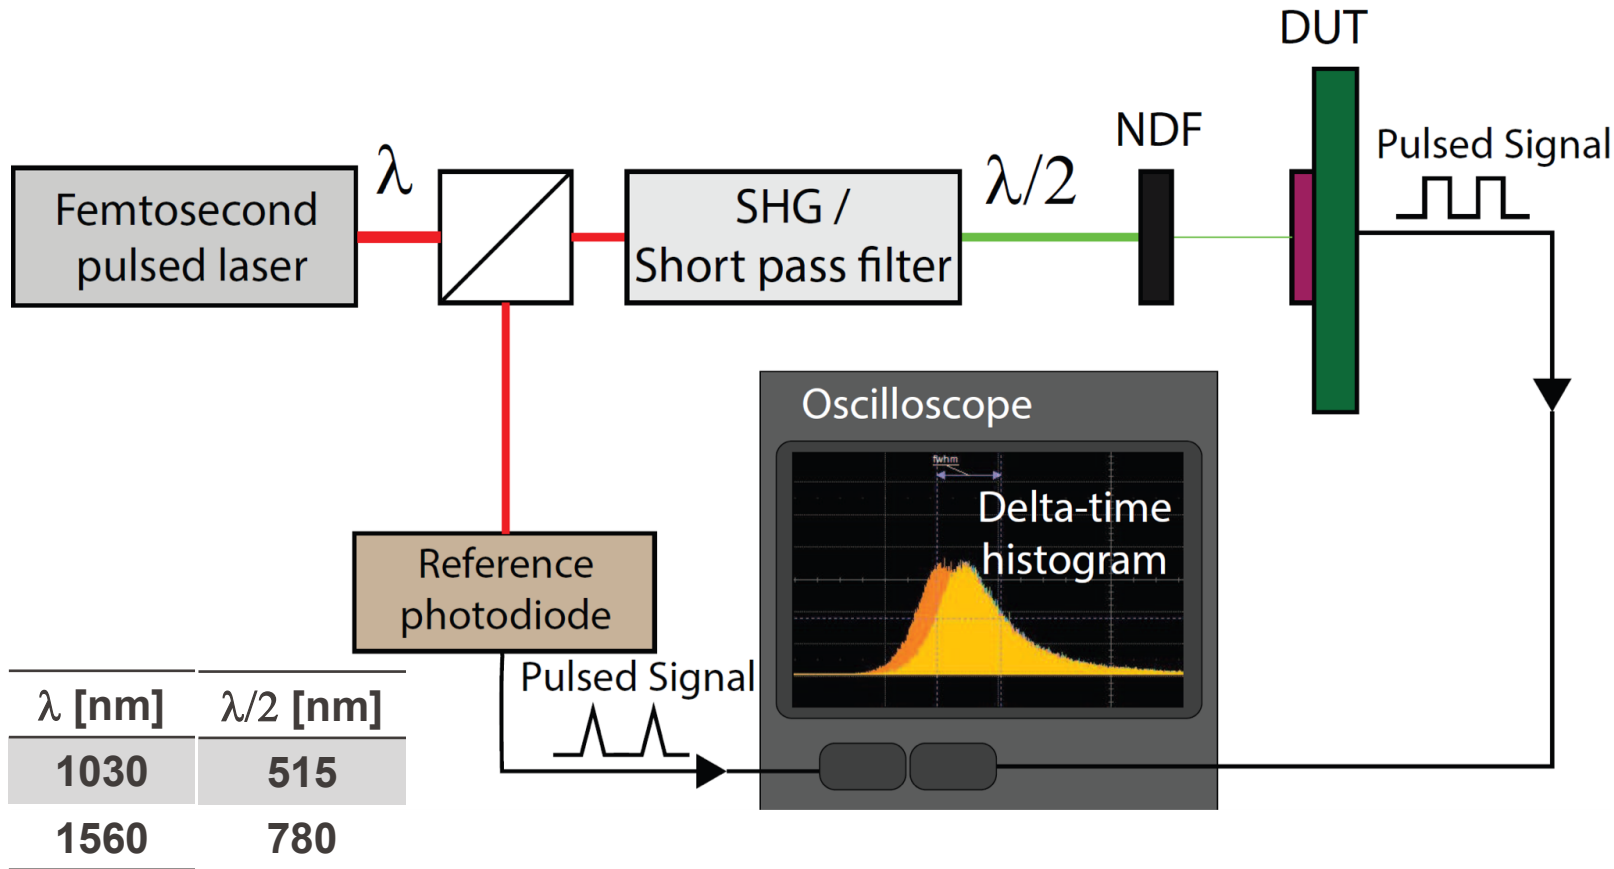 DUT
NDF
Pulsed Signal
λ
λ/2
Femtosecond
pulsed laser
SHG /
Short pass filter
Oscilloscope
fwhm
Delta-time
histogram
Reference
photodiode
Pulsed Signal
λ [nm] λ/2 [nm]
1030 515
1560 780